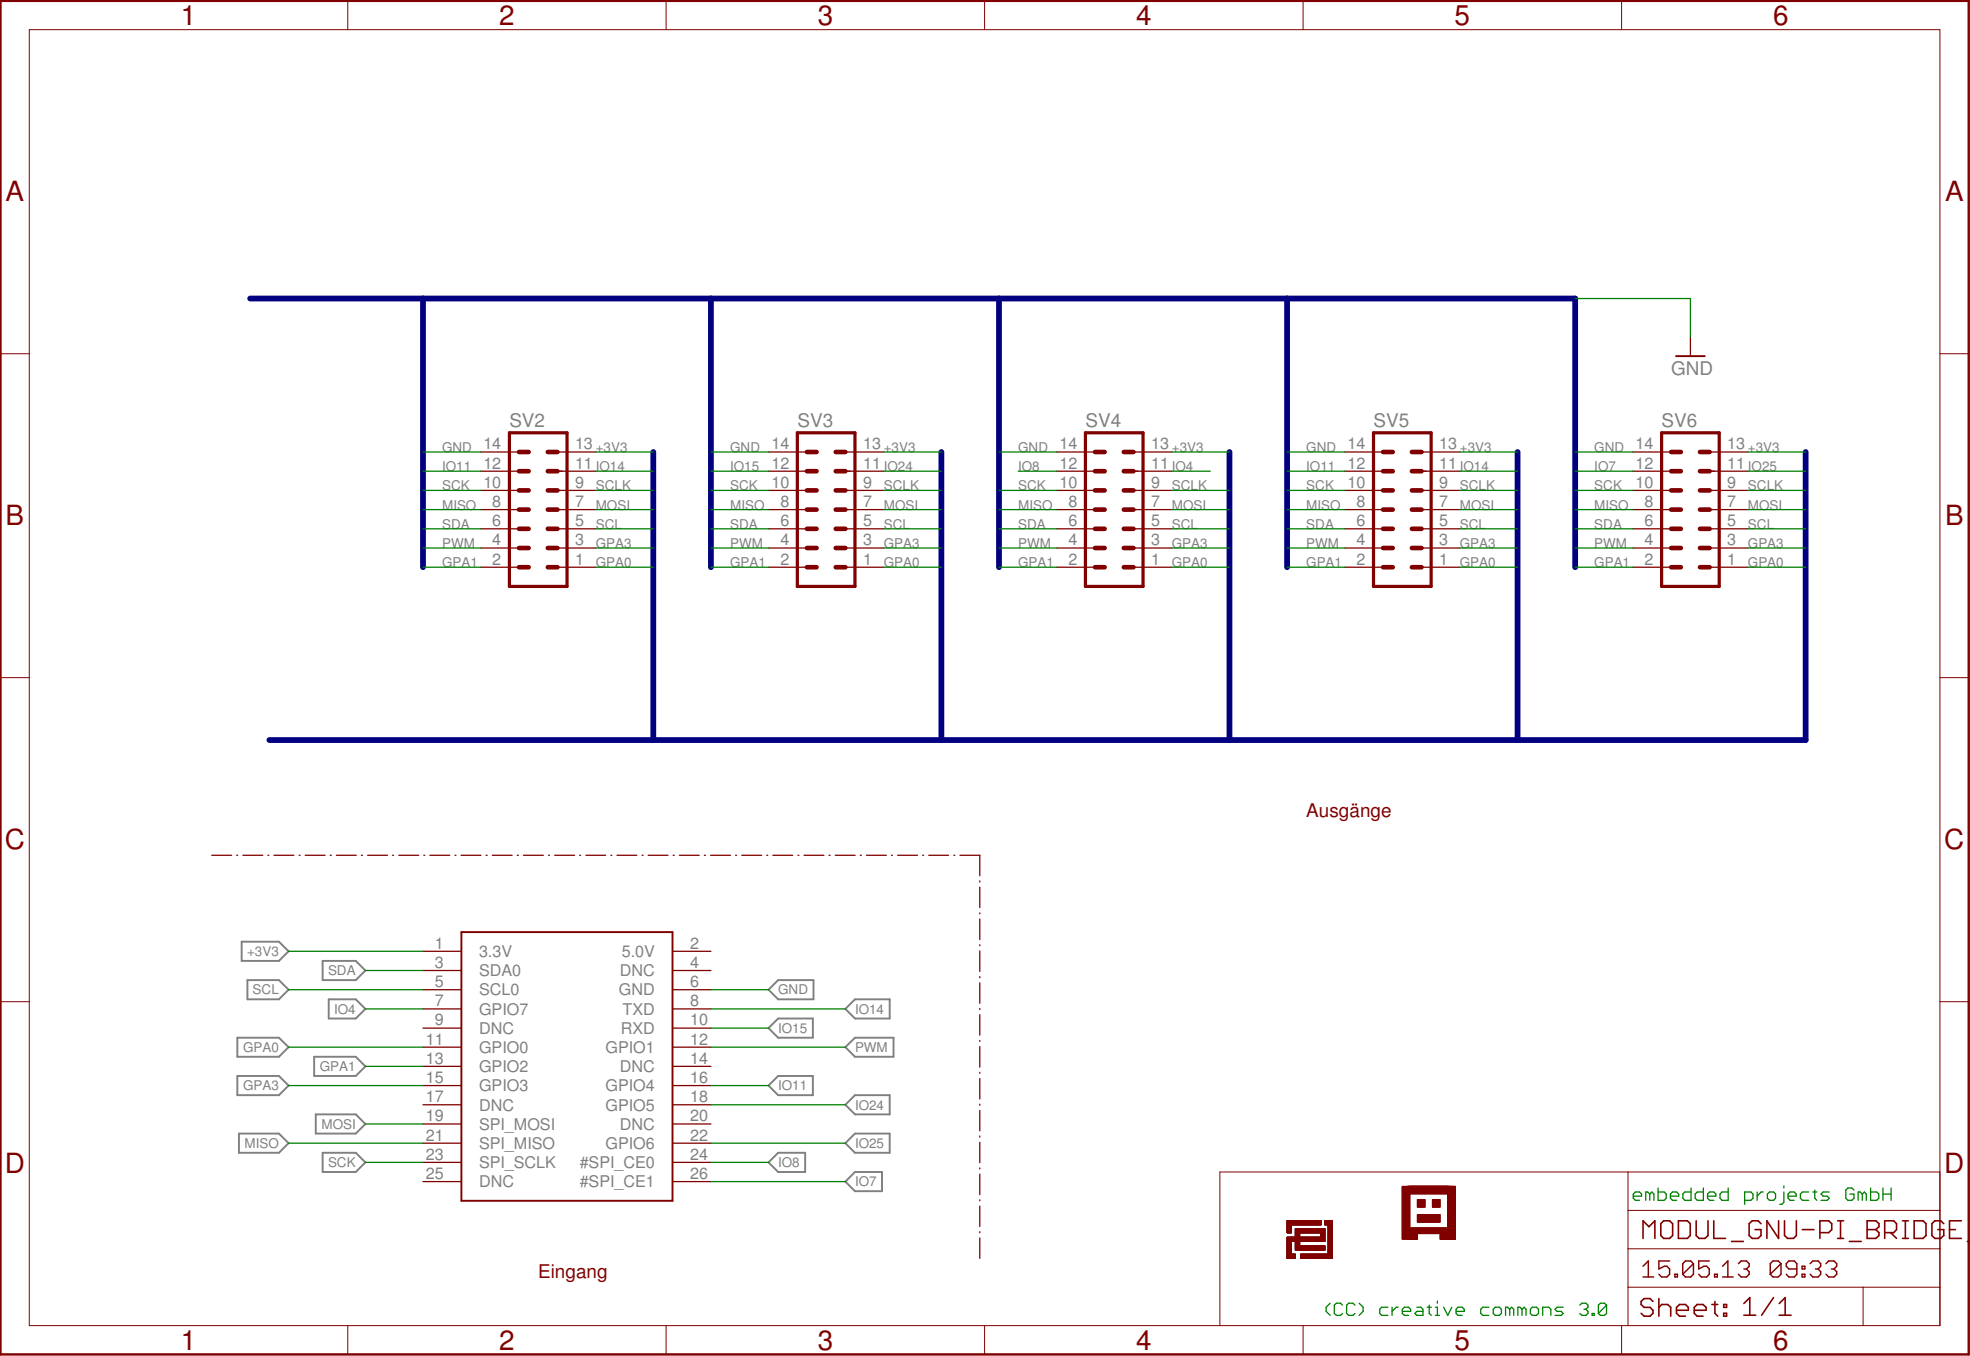 1 2 3 4 5 6
A A
GND
SV2 SV3 SV4 SV5 SV6
GND 14 13 +3V3 GND 14 13 +3V3 GND 14 13 +3V3 GND 14 13 +3V3 GND 14 13 +3V3
IO11 12 11 IO14 IO15 12 11 IO24 IO8 12 11 IO4 IO11 12 11 IO14 IO7 12 11 IO25
SCK 10 9 SCLK SCK 10 9 SCLK SCK 10 9 SCLK SCK 10 9 SCLK SCK 10 9 SCLK
MISO 8 7 MOSI MISO 8 7 MOSI MISO 8 7 MOSI MISO 8 7 MOSI MISO 8 7 MOSI
B B
SDA 6 5 SCL SDA 6 5 SCL SDA 6 5 SCL SDA 6 5 SCL SDA 6 5 SCL
PWM 4 3 GPA3 PWM 4 3 GPA3 PWM 4 3 GPA3 PWM 4 3 GPA3 PWM 4 3 GPA3
GPA1 2 1 GPA0 GPA1 2 1 GPA0 GPA1 2 1 GPA0 GPA1 2 1 GPA0 GPA1 2 1 GPA0
Ausgänge
C C
+3V3 1 3.3V 5.0V 2
SDA 3 SDA0 DNC 4
SCL 5 SCL0 GND 6 GND
IO4 7 GPIO7 TXD 8 IO14
9 DNC RXD 10 IO15
GPA0 11 GPIO0 GPIO1 12 PWM
GPA1 13 GPIO2 DNC 14
GPA3 15 GPIO3 GPIO4 16 IO11
17 DNC GPIO5 18 IO24
MOSI 19 SPI_MOSI DNC 20
MISO 21 SPI_MISO GPIO6 22 IO25
SCK 23 SPI_SCLK #SPI_CE0 24 IO8
25 DNC #SPI_CE1 26 IO7
D D
Eingang
embedded projects GmbH
MODUL_GNU-PI_BRIDGE_
15.05.13 09:33
(CC) creative commons 3.0
Sheet: 1/1
1 2 3 4 5 6